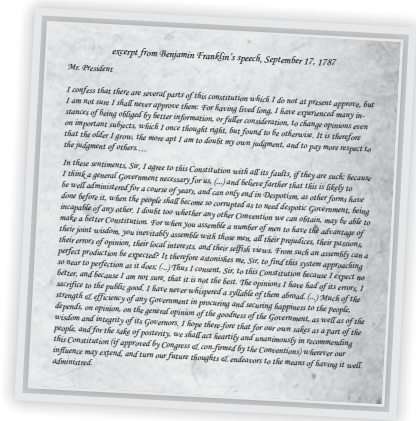 excerpt from Benjamin Franklin's speech, September 17, 1787
Mr. President
I confess that there are several parts of this constitution which I do not at present approve, but
I am not sure I shall never approve them: For having lived long, I have experienced many in-
stances of being obliged by better information, or fuller consideration, to change opinions even
on important subjects, which I once thought right, but found to be otherwise. It is therefore
that the older I grow, the more apt I am to doubt my own judgment, and to pay more respect to
the judgment of others. ...
In these sentiments, Sir, I agree to this Constitution with all its faults, if they are such; because
I think a general Government necessary for us, (...) and believe farther that this is likely to
be well administered for a course of years, and can only end in Despotism, as other forms have
done before it, when the people shall become so corrupted as to need despotic Government, being
incapable of any other. I doubt too whether any other Convention we can obtain, may be able to
make a better Constitution. For when you assemble a number of men to have the advantage of
their joint wisdom, you inevitably assemble with those men, all their prejudices, their passions,
their errors of opinion, their local interests, and their selfish views. From such an assembly can a
perfect production be expected? It therefore astonishes me, Sir, to find this system approaching
so near to perfection as it does; (...) Thus I consent, Sir, to this Constitution because I expect no
better, and because I am not sure, that it is not the best. The opinions I have had of its errors, I
sacrifice to the public good. I have never whispered a syllable of them abroad. (...) Much of the
strength & efficiency of any Government in procuring and securing happiness to the people,
depends, on opinion, on the general opinion of the goodness of the Government, as well as of the
wisdom and integrity of its Governors. I hope there-fore that for our own sakes as a part of the
people, and for the sake of posterity, we shall act heartily and unanimously in recommending
this Constitution (if approved by Congress & con-firmed by the Conventions) wherever our
influence may extend, and turn our future thoughts & endeavors to the means of having it well
administred.